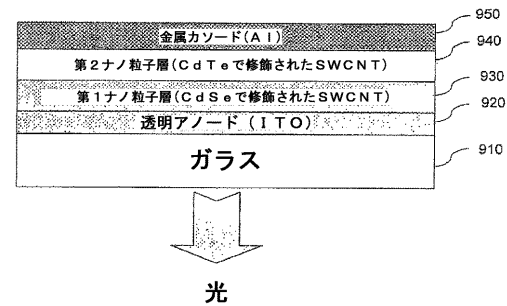 金属カソード(Al)
950
第2ナノ粒子層(CdTeで修飾されたSWCNT)
940
第1ナノ粒子層(CdSeで修飾されたSWCNT)
930
透明アノード(ITO)
920
ガラス
910
光